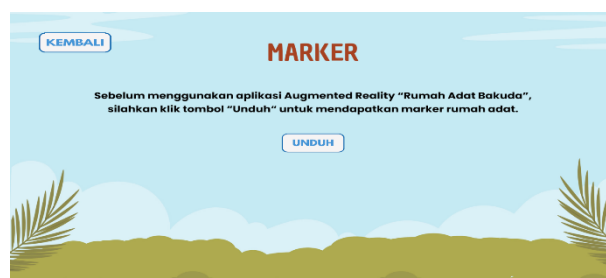 KEMBALI
MARKER
Sebelum menggunakan aplikasi Augmented Reality “Rumah Adat Bakuda”,
silahkan klik tombol “Unduh” untuk mendapatkan marker rumah adat.
UNDUH